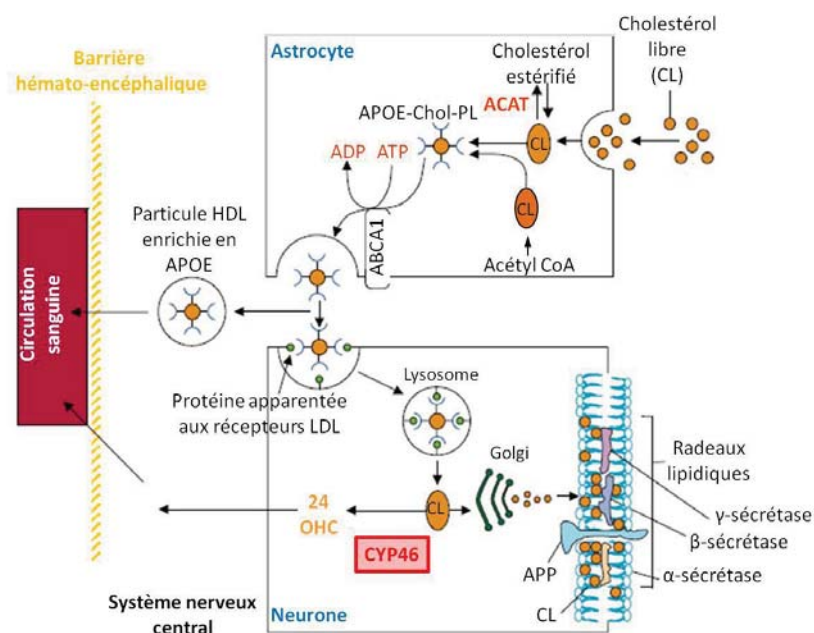 Astrocyte
Cholestérol
estérifié
Cholestérol
libre
(CL)
Barrière
hémato-encéphalique
ACAT
APOE-Chol-PL
ADP
ATP
CL
CL
ABCA1
Acétyl CoA
Particule HDL
enrichie en
APOE
Circulation
sanguine
Lysosome
Protéine apparentée
aux récepteurs LDL
Golgi
Radeaux
lipidiques
24
OHC
CL
CYP46
γ-sécrétase
β-sécrétase
APP
α-sécrétase
CL
Système nerveux
central
Neurone